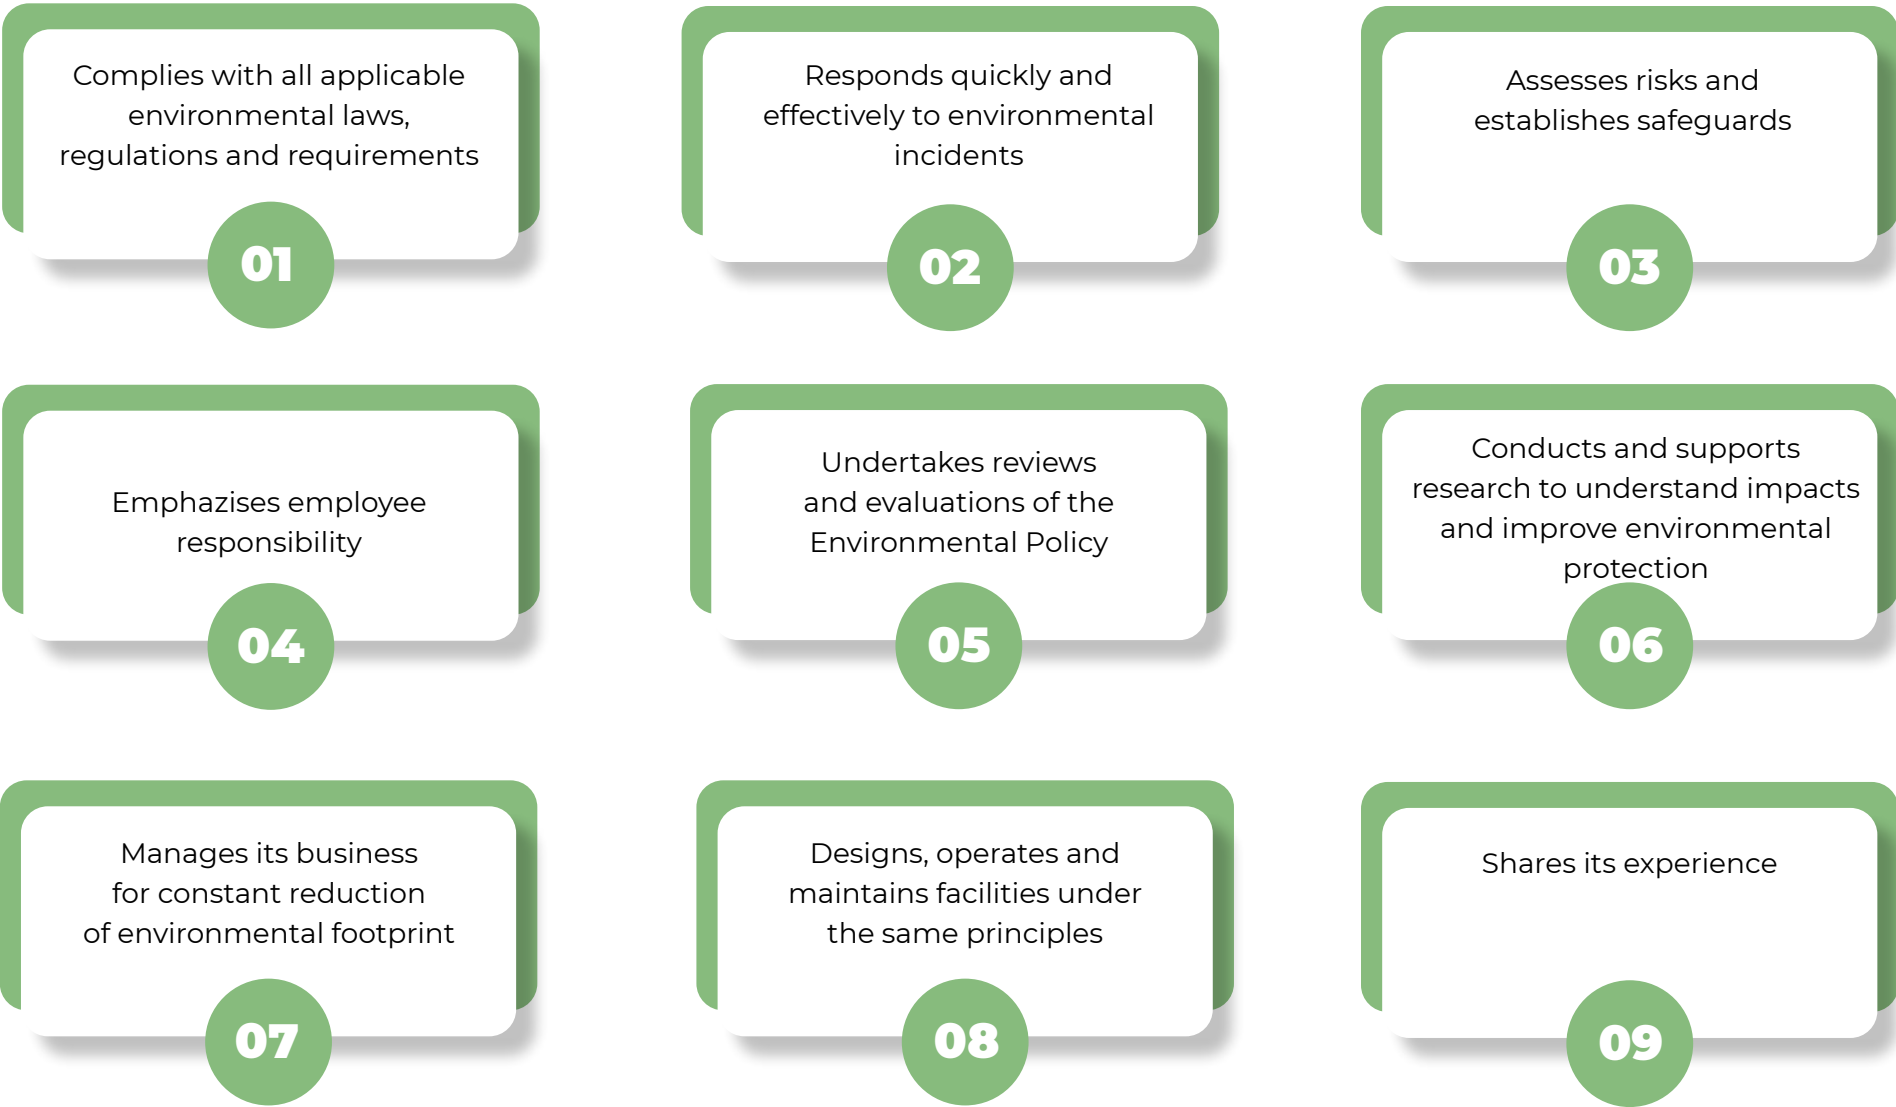 Complies with all applicable
environmental laws,
regulations and requirements
01
Responds quickly and
effectively to environmental
incidents
02
Assesses risks and
establishes safeguards
03
Emphazises employee
responsibility
04
Undertakes reviews
and evaluations of the
Environmental Policy
05
Conducts and supports
research to understand impacts
and improve environmental
protection
06
Manages its business
for constant reduction
of environmental footprint
07
Designs, operates and
maintains facilities under
the same principles
08
Shares its experience
09